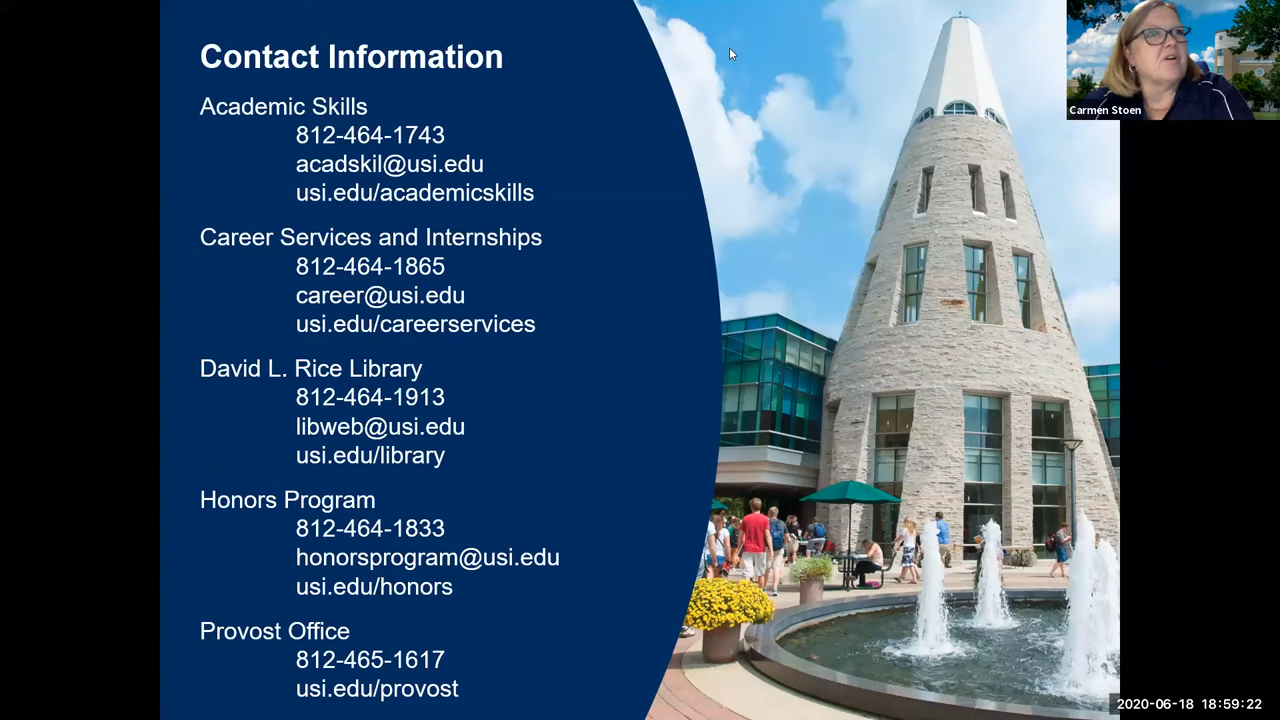 Contact Information
Academic Skills
812-464-1743
acadskil@usi.edu
usi.edu/academicskills
Career Services and Internships
812-464-1865
career@usi.edu
usi.edu/careerservices
David L. Rice Library
812-464-1913
libweb@usi.edu
usi.edu/library
Honors Program
812-464-1833
honorsprogram@usi.edu
usi.edu/honors
Provost Office
812-465-1617
usi.edu/provost
Carmen Stoen
2020-06-18 18:59:22